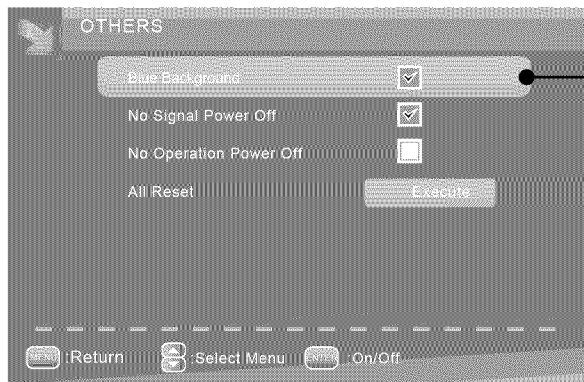 OTHERS
Blue Background
No Signal Power Off
No Operation Power Off
All Reset Execute
MENU :Return :Select Menu ENTER :On/Off